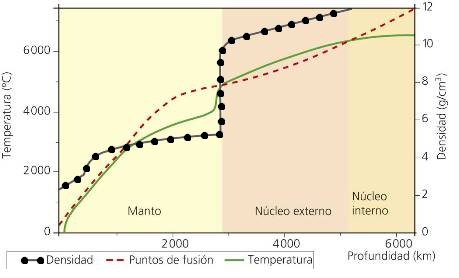 Temperatura (ºC)
6000
4000
2000
0
12
10
8
6
4
2
0
Densidad (g/cm³)
Manto
Núcleo externo
Núcleo
interno
2000
4000
6000
Profundidad (km)
Densidad
Puntos de fusión
Temperatura